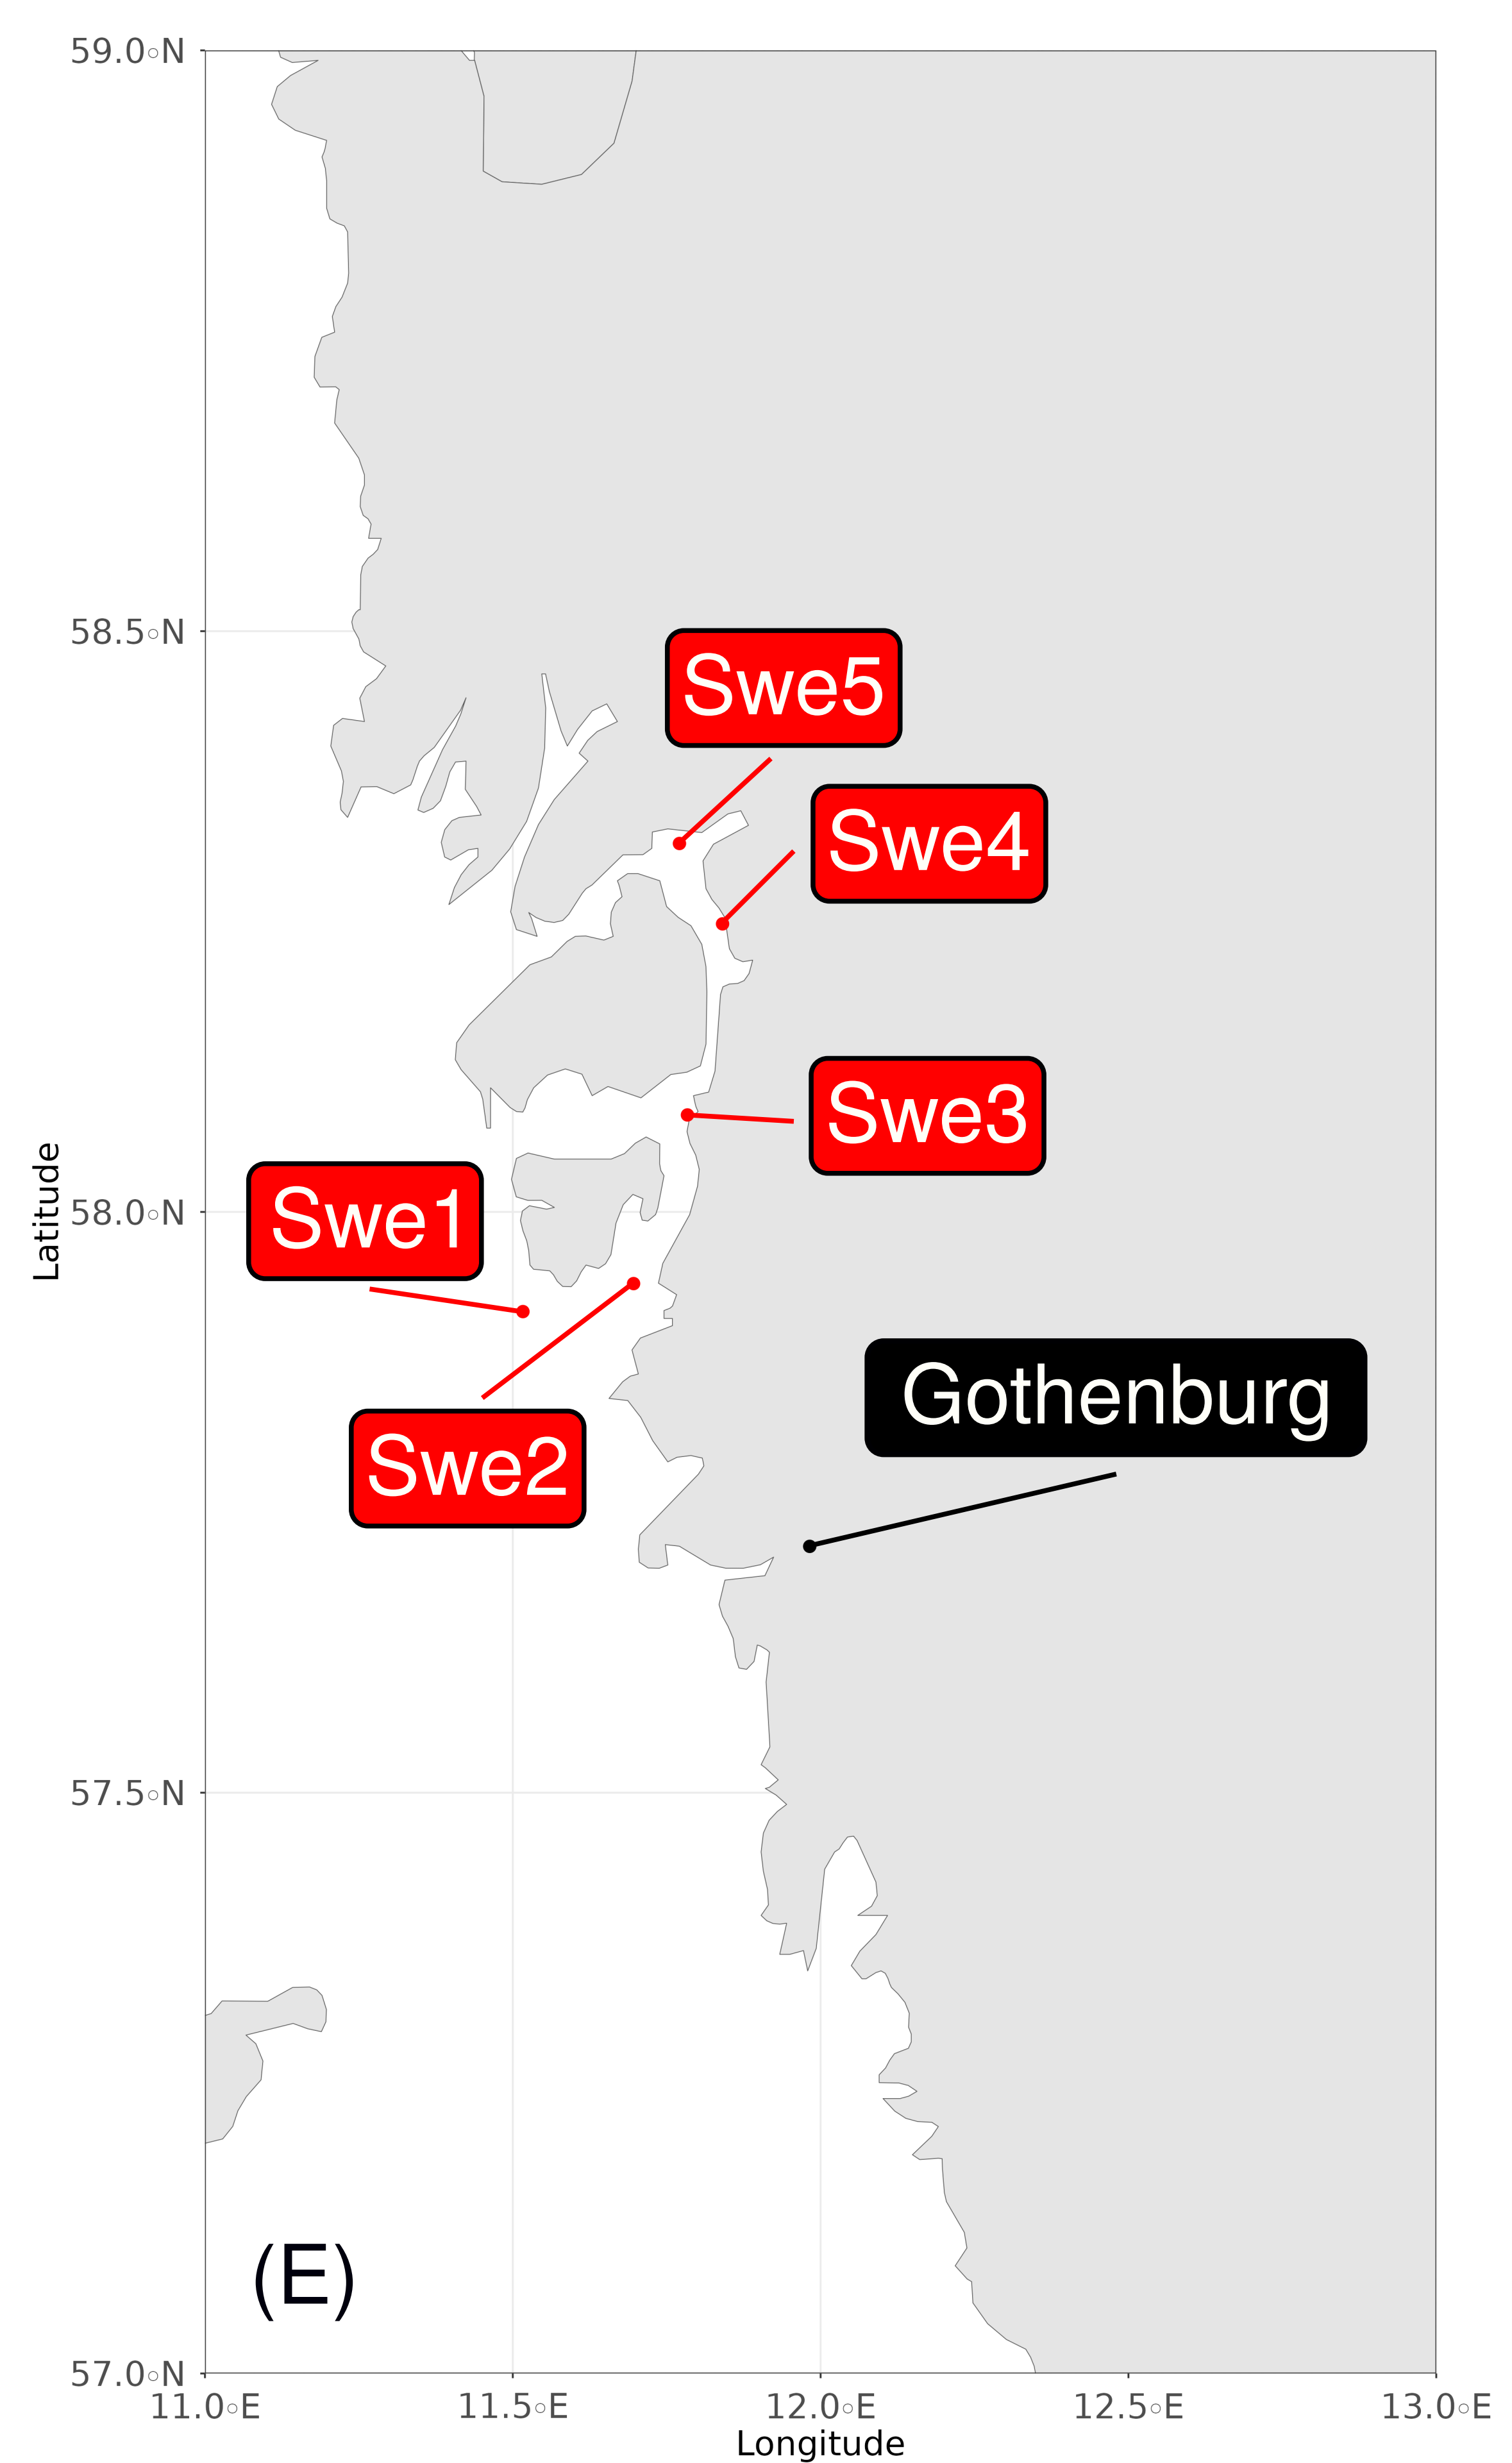 59.0◦N
58.5◦N
Swe5
Swe4
Swe3
Latitude
58.0◦N
Swe1
Gothenburg
Swe2
57.5◦N
(E)
57.0◦N
11.0◦E 11.5◦E 12.0◦E 12.5◦E 13.0◦E
Longitude